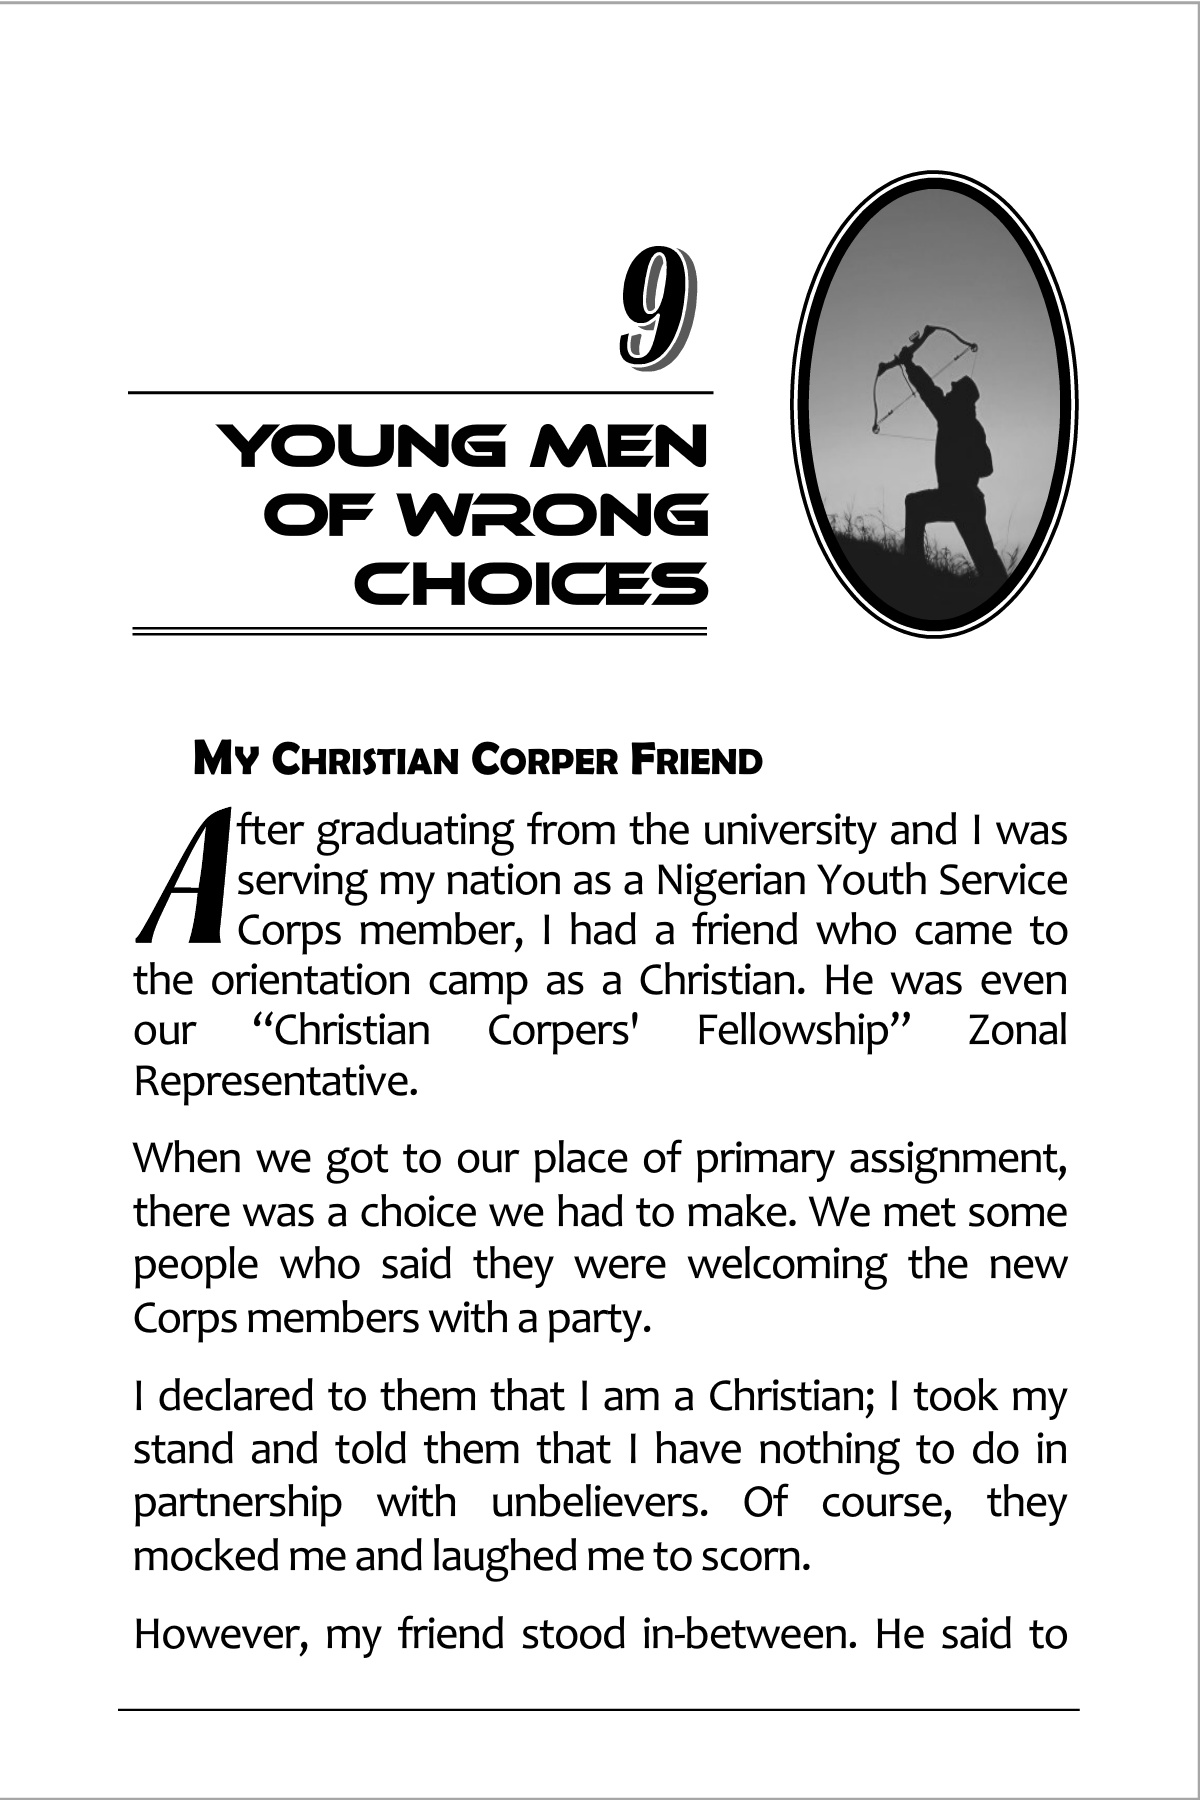 9
YOUNG MEN
OF WRONG
CHOICES
MY CHRISTIAN CORPER FRIEND
After graduating from the university and I was
serving my nation as a Nigerian Youth Service
Corps member, I had a friend who came to
the orientation camp as a Christian. He was even
our “Christian Corpers' Fellowship” Zonal
Representative.
When we got to our place of primary assignment,
there was a choice we had to make. We met some
people who said they were welcoming the new
Corps members with a party.
I declared to them that I am a Christian; I took my
stand and told them that I have nothing to do in
partnership with unbelievers. Of course, they
mocked me and laughed me to scorn.
However, my friend stood in-between. He said to